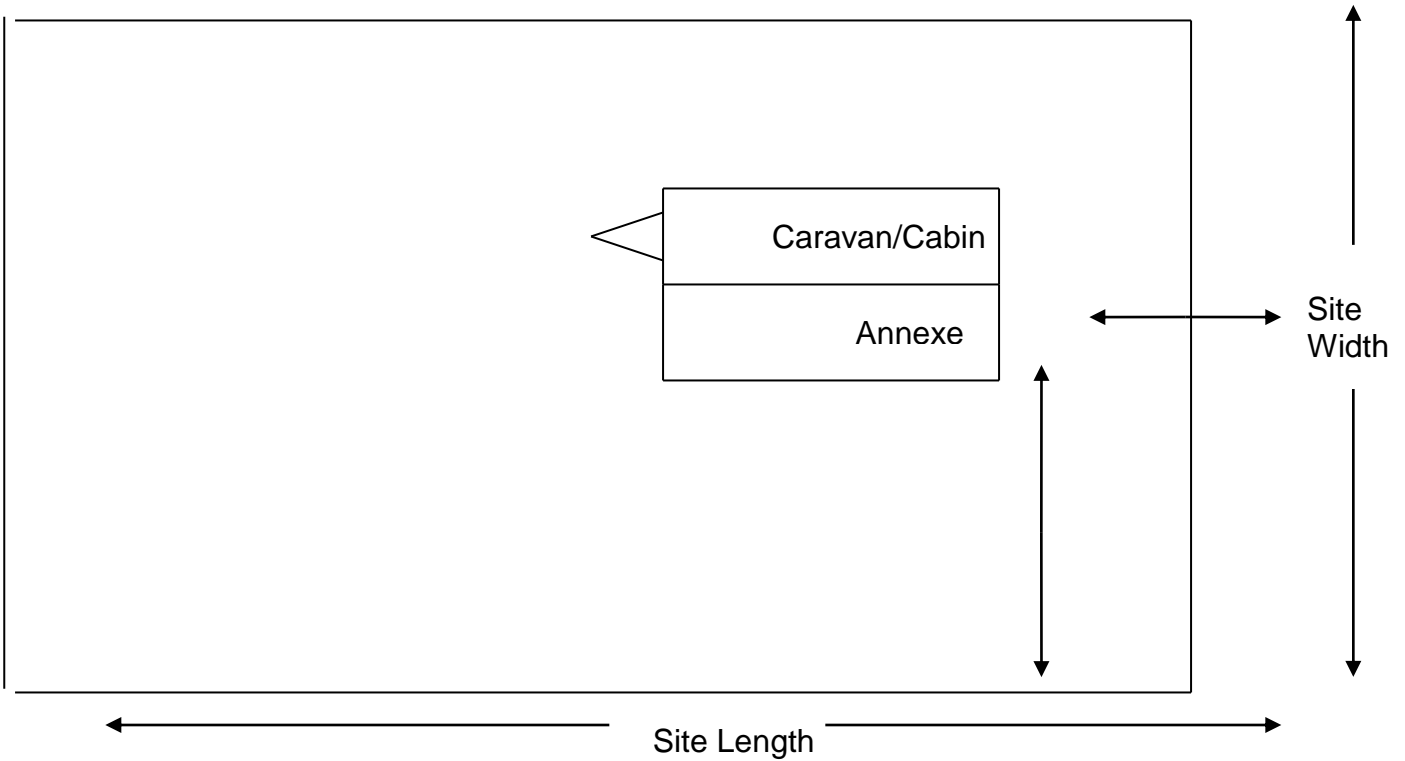 Caravan/Cabin
Annexe
Site
Width
Site Length